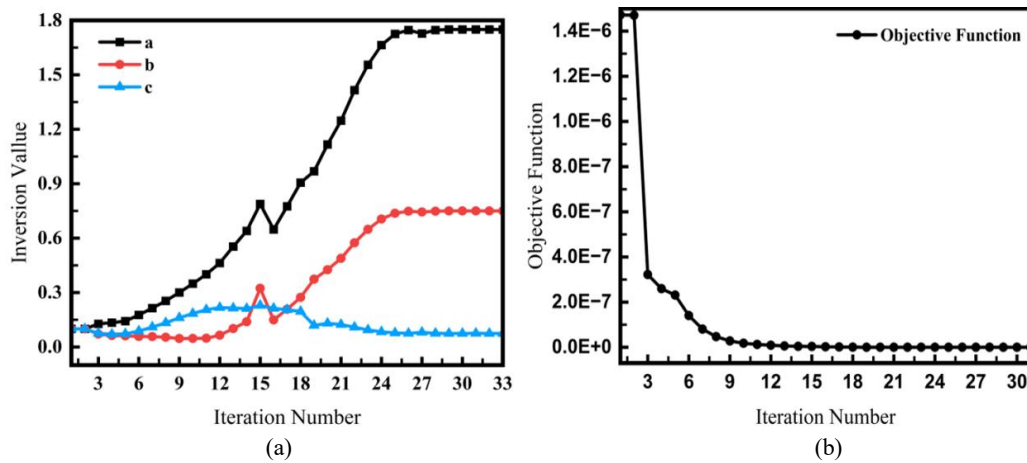 1.8
1.5
1.2
0.9
0.6
0.3
0.0
Inversion Vallue
a
b
c
3 6 9 12 15 18 21 24 27 30 33
Iteration Number
(a)
1.4E−6
1.2E−6
1.0E−6
8.0E−7
6.0E−7
4.0E−7
2.0E−7
0.0E+0
Objective Function
Objective Function
3 6 9 12 15 18 21 24 27 30
Iteration Number
(b)